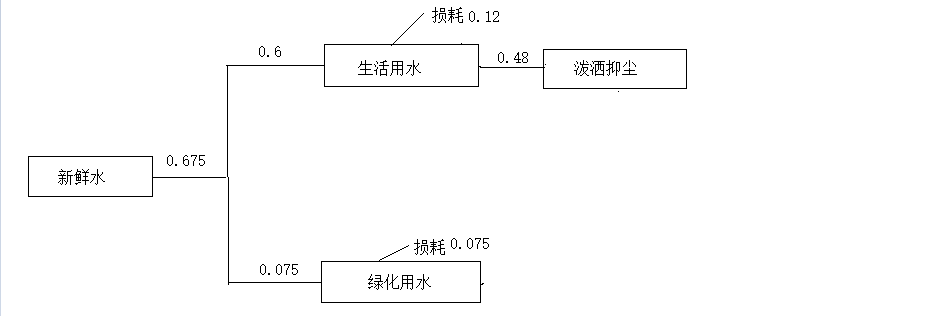 损耗 0.12
0.6
生活用水
0.48
泼洒抑尘
0.675
新鲜水
损耗 0.075
0.075
绿化用水